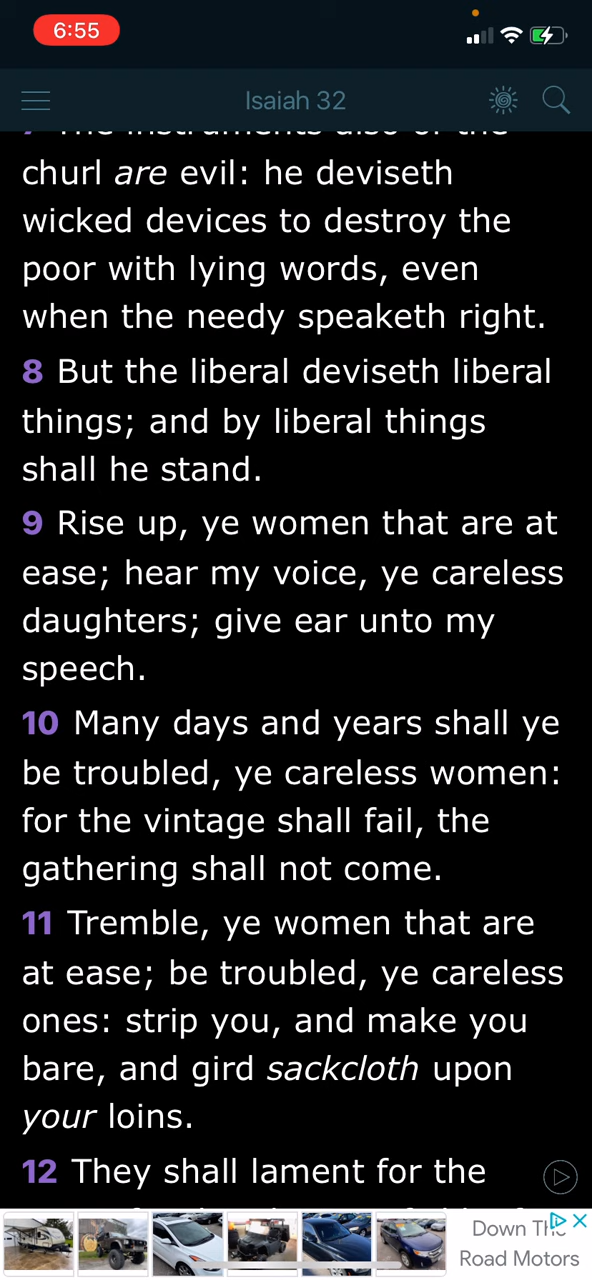 6:55
Isaiah 32
7 The instruments also of the
churl are evil: he deviseth
wicked devices to destroy the
poor with lying words, even
when the needy speaketh right.
8 But the liberal deviseth liberal
things; and by liberal things
shall he stand.
9 Rise up, ye women that are at
ease; hear my voice, ye careless
daughters; give ear unto my
speech.
10 Many days and years shall ye
be troubled, ye careless women:
for the vintage shall fail, the
gathering shall not come.
11 Tremble, ye women that are
at ease; be troubled, ye careless
ones: strip you, and make you
bare, and gird sackcloth upon
your loins.
12 They shall lament for the
Down The
Road Motors